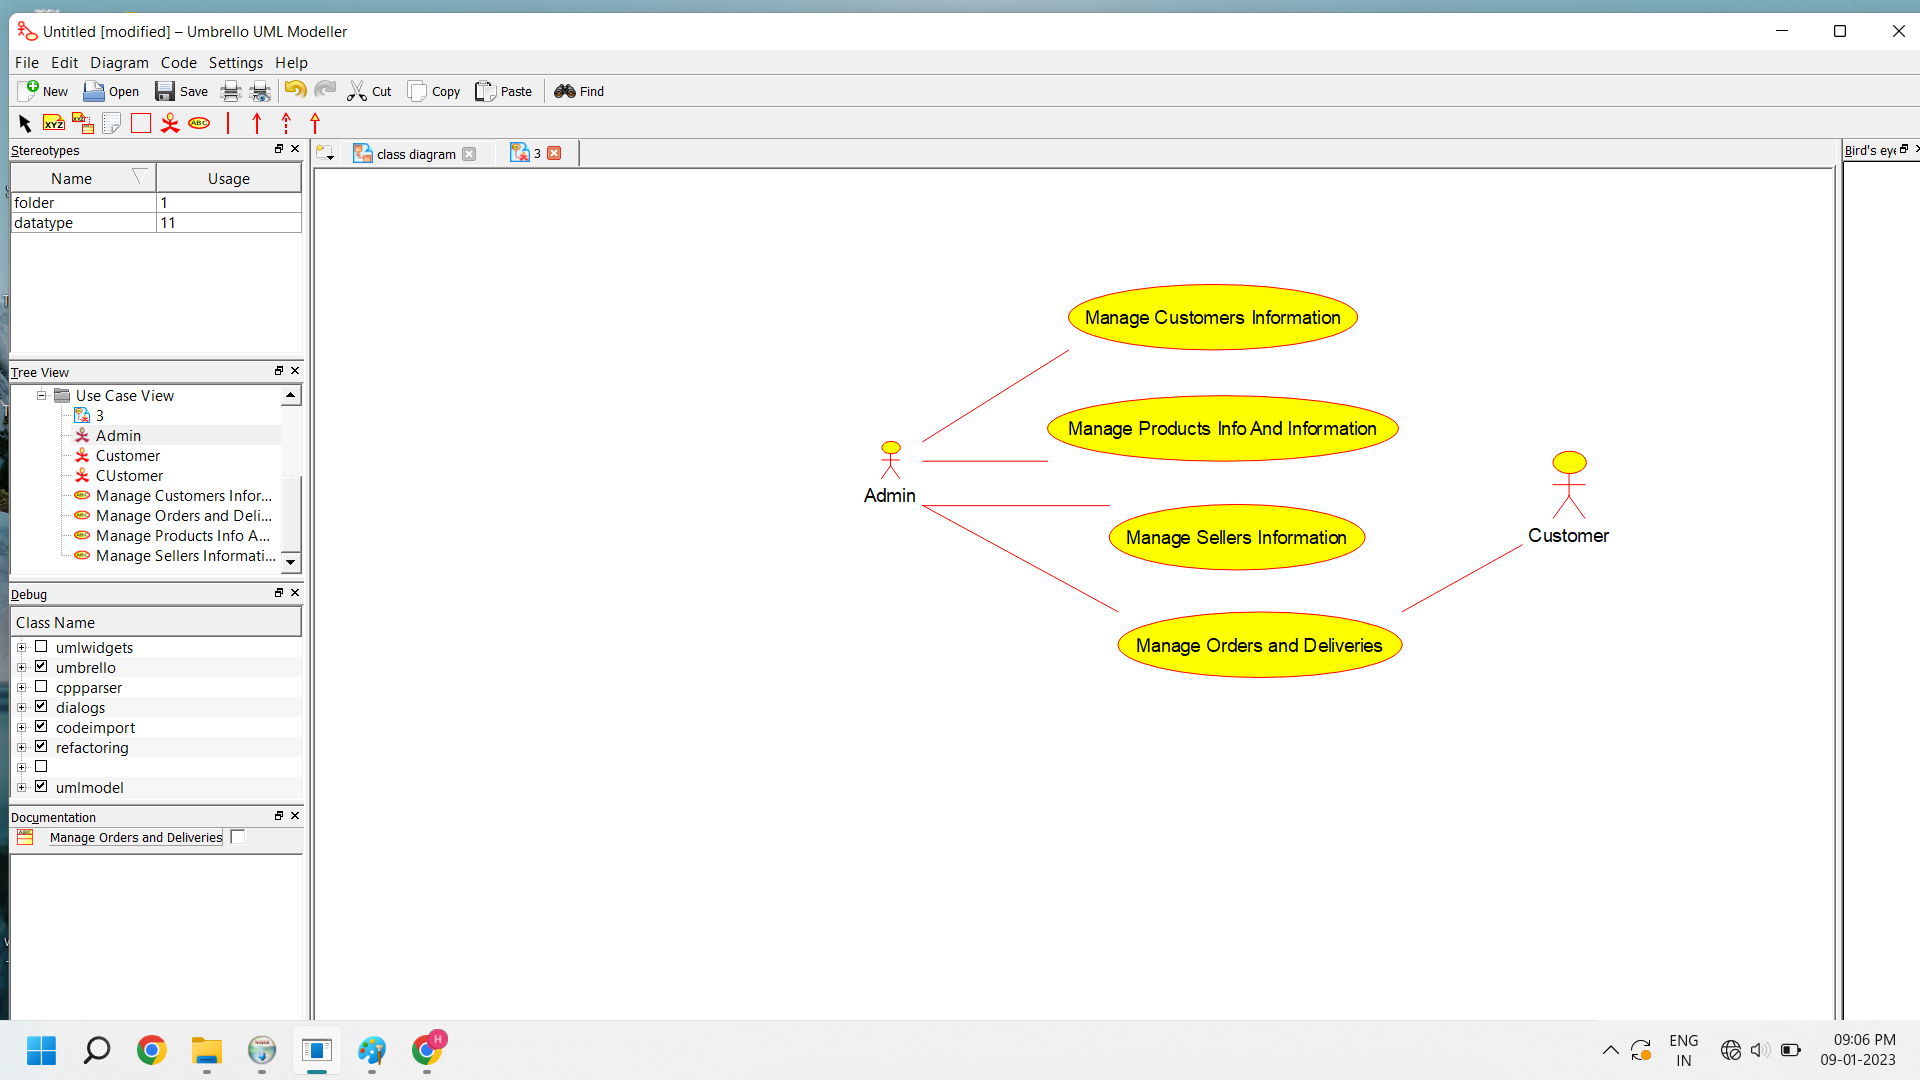 Untitled [modified] – Umbrello UML Modeller
File Edit Diagram Code Settings Help
New Open Save Cut Copy Paste Find
XYZ XYZ ABC
Stereotypes
Name Usage
folder 1
datatype 11
Tree View
Use Case View
3
Admin
Customer
CUstomer
Manage Customers Infor...
Manage Orders and Deli...
Manage Products Info A...
Manage Sellers Informati...
Debug
Class Name
umlwidgets
umbrello
cppparser
dialogs
codeimport
refactoring
umlmodel
Documentation
Manage Orders and Deliveries
class diagram 3
Bird's eye
Manage Customers Information
Manage Products Info And Information
Admin
Manage Sellers Information
Customer
Manage Orders and Deliveries
H
ENG
IN
09:06 PM
09-01-2023